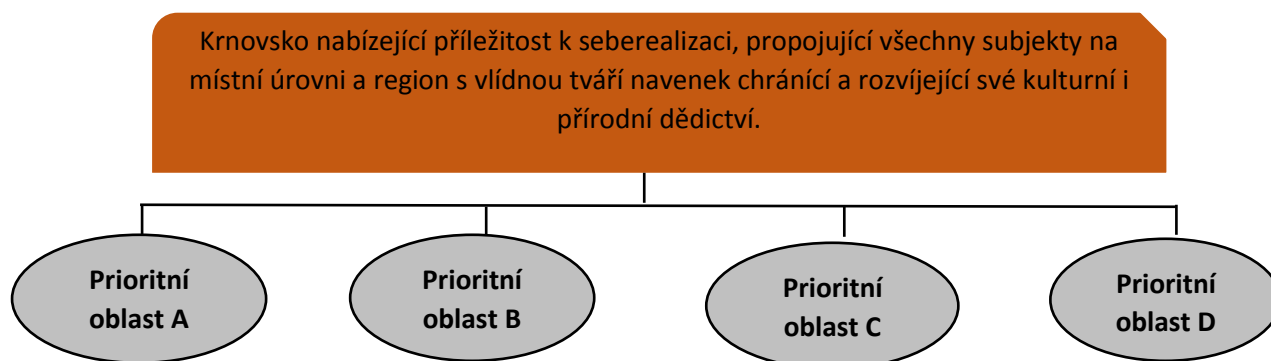 Krnovsko nabízející příležitost k seberealizaci, propojující všechny subjekty na
místní úrovni a region s vlídnou tváří navenek chránící a rozvíjející své kulturní i
přírodní dědictví.
Prioritní
oblast A
Prioritní
oblast B
Prioritní
oblast C
Prioritní
oblast D